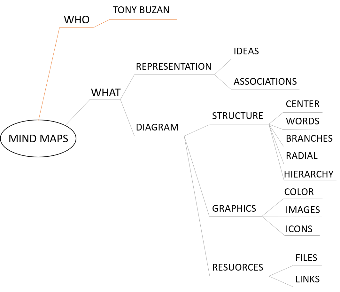 WHO
TONY BUZAN
MIND MAPS
WHAT
REPRESENTATION
IDEAS
ASSOCIATIONS
DIAGRAM
STRUCTURE
CENTER
WORDS
BRANCHES
RADIAL
HIERARCHY
GRAPHICS
COLOR
IMAGES
ICONS
RESUORCES
FILES
LINKS